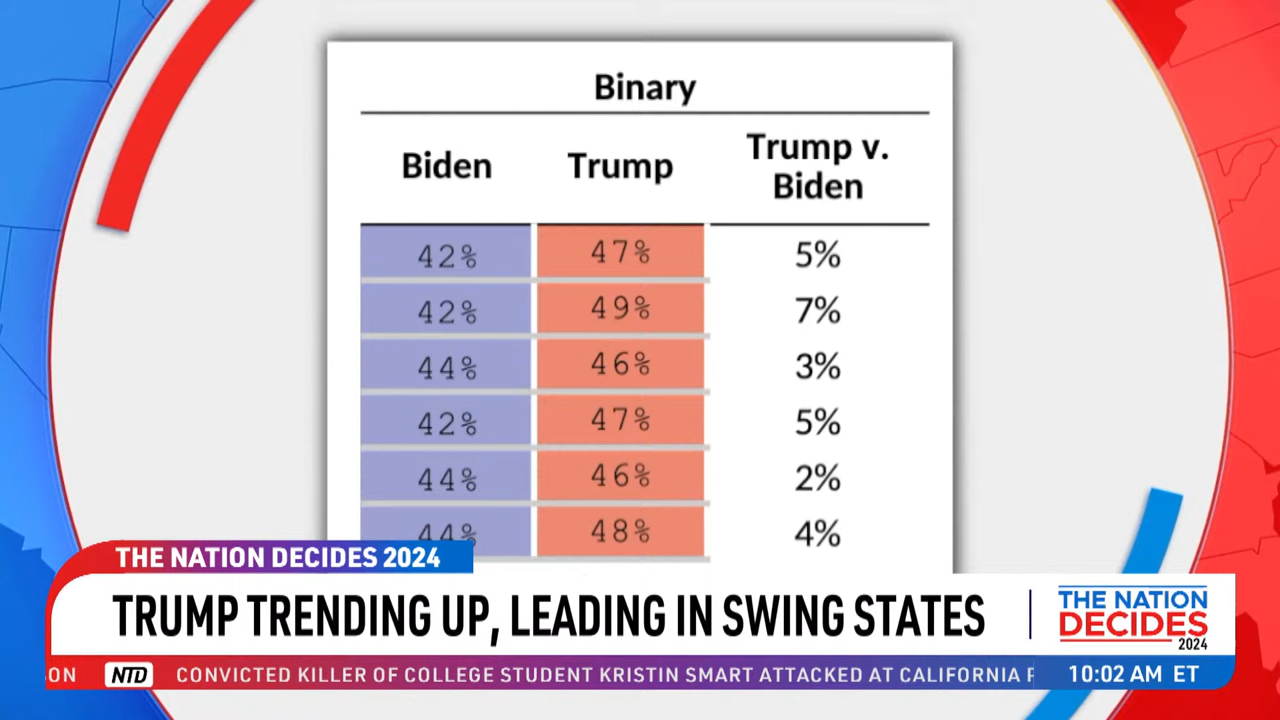 Binary
Biden Trump Trump v. Biden
42% 47% 5%
42% 49% 7%
44% 46% 3%
42% 47% 5%
44% 46% 2%
44% 48% 4%
THE NATION DECIDES 2024
TRUMP TRENDING UP, LEADING IN SWING STATES
THE NATION
DECIDES
2024
ON NTD CONVICTED KILLER OF COLLEGE STUDENT KRISTIN SMART ATTACKED AT CALIFORNIA 10:02 AM ET